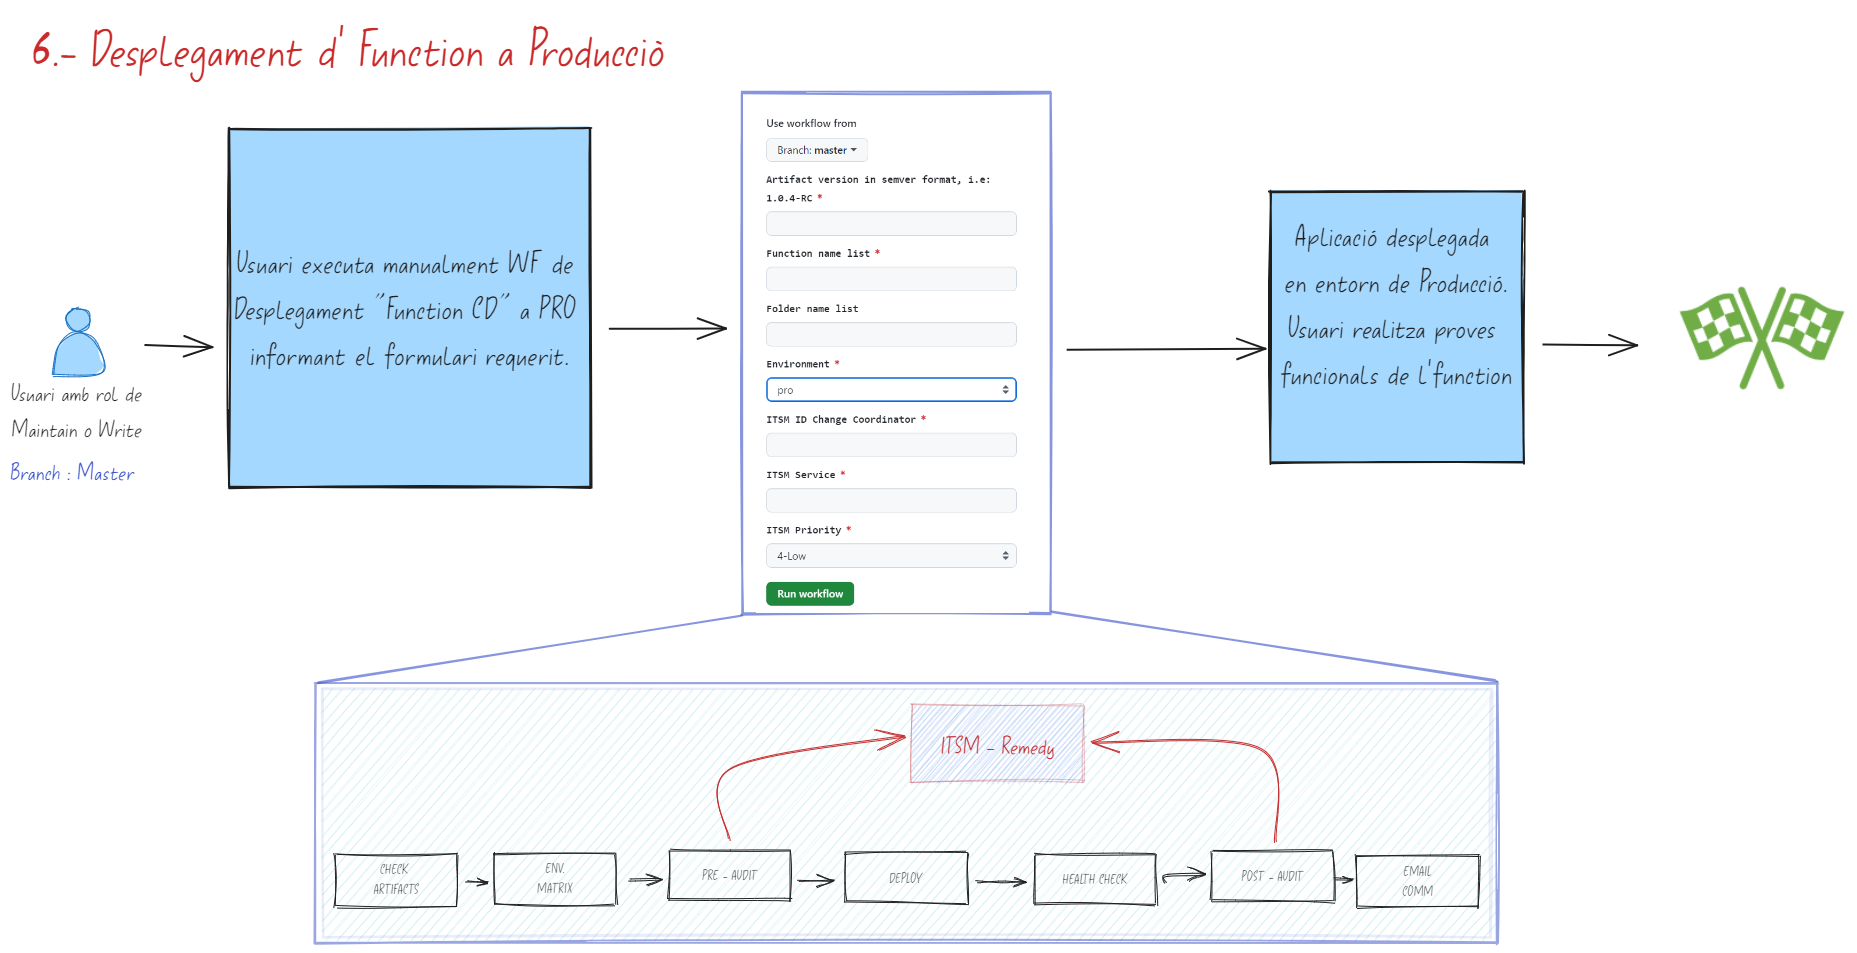 6.- Desplegament d' Function a Producciò
Usuari amb rol de
Maintain o Write
Branch : Master
Usuari executa manualment WF de
Desplegament "Function CD" a PRO
informant el formulari requerit.
Use workflow from
Branch: master
Artifact version in semver format, i.e:
1.0.4-RC *
Function name list *
Folder name list
Environment *
pro
ITSM ID Change Coordinator *
ITSM Service *
ITSM Priority *
4-Low
Run workflow
Aplicació desplegada
en entorn de Producció.
Usuari realitza proves
funcionals de l'function
ITSM - Remedy
CHECK
ARTIFACTS
ENV.
MATRIX
PRE - AUDIT
DEPLOY
HEALTH CHECK
POST - AUDIT
EMAIL
COMM